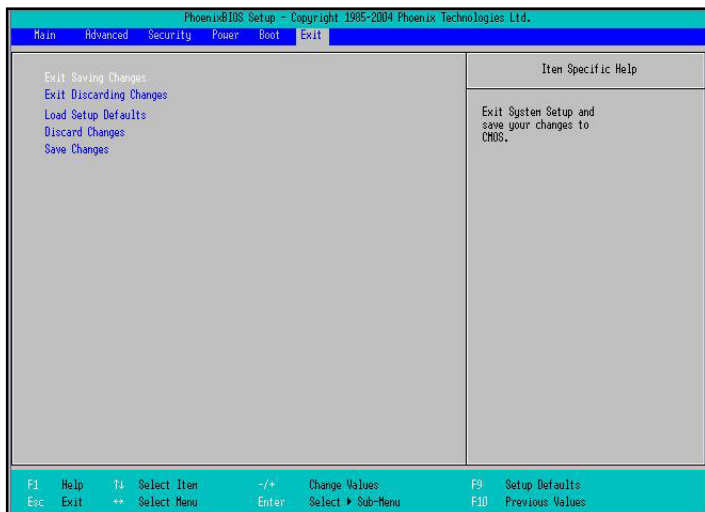 PhoenixBIOS Setup - Copyright 1985-2004 Phoenix Technologies Ltd.
Main Advanced Security Power Boot Exit
Exit Saving Changes
Exit Discarding Changes
Load Setup Defaults
Discard Changes
Save Changes
Item Specific Help
Exit System Setup and
save your changes to
CMOS.
F1 Help ↑↓ Select Item -/+ Change Values F9 Setup Defaults
Esc Exit ↔ Select Menu Enter Select ▶ Sub-Menu F10 Previous Values